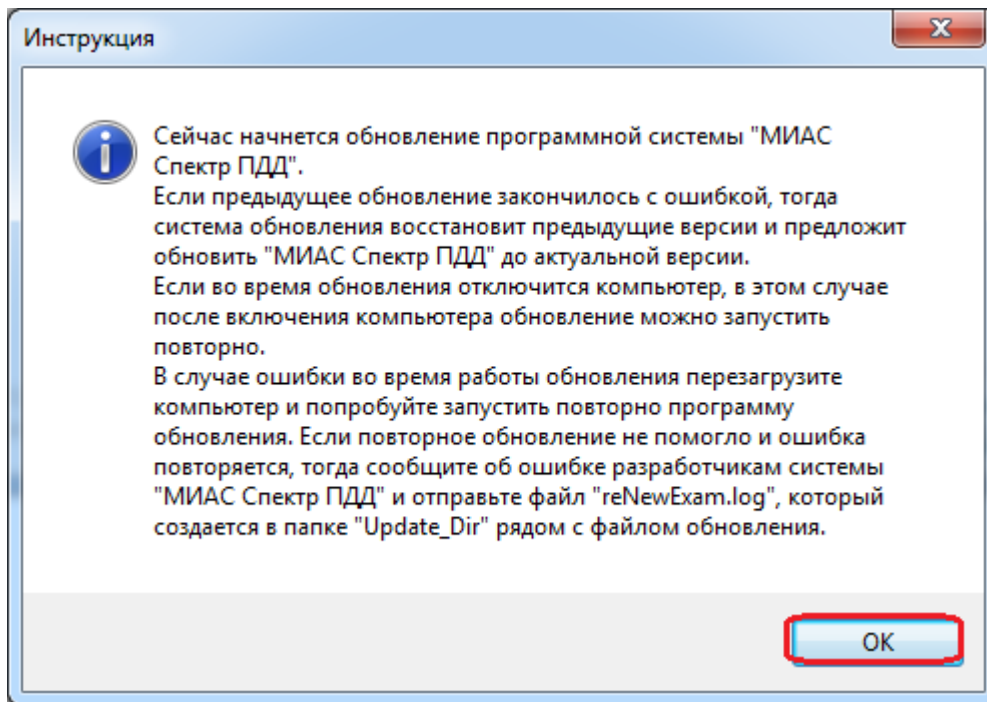 Инструкция
Сейчас начнется обновление программной системы "МИАС
Спектр ПДД".
Если предыдущее обновление закончилось с ошибкой, тогда
система обновления восстановит предыдущие версии и предложит
обновить "МИАС Спектр ПДД" до актуальной версии.
Если во время обновления отключится компьютер, в этом случае
после включения компьютера обновление можно запустить
повторно.
В случае ошибки во время работы обновления перезагрузите
компьютер и попробуйте запустить повторно программу
обновления. Если повторное обновление не помогло и ошибка
повторяется, тогда сообщите об ошибке разработчикам системы
"МИАС Спектр ПДД" и отправьте файл "reNewExam.log", который
создается в папке "Update_Dir" рядом с файлом обновления.
ОК